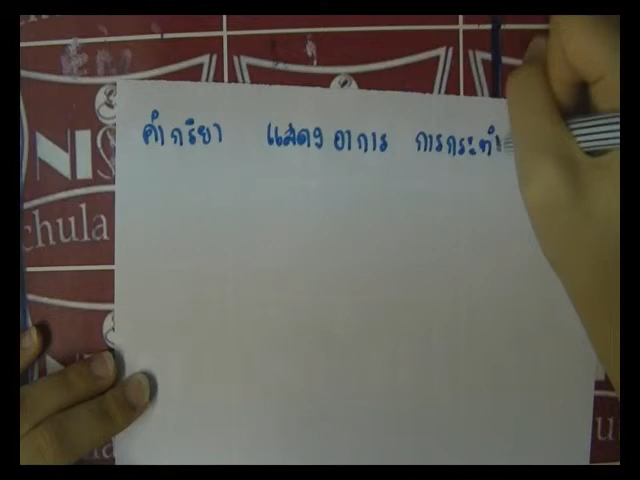 คำกริยา แสดง อาการ การกระทำ
NIS
chula